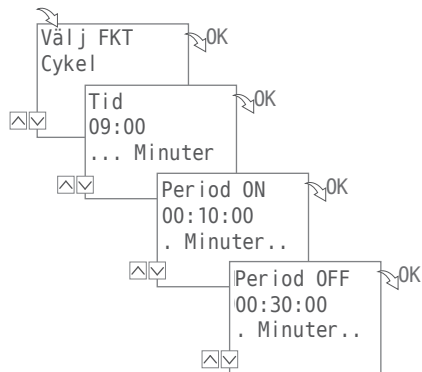 Välj FKT
Cykel
OK
Tid
09:00
... Minuter
OK
Period ON
00:10:00
. Minuter..
OK
Period OFF
00:30:00
. Minuter..
OK